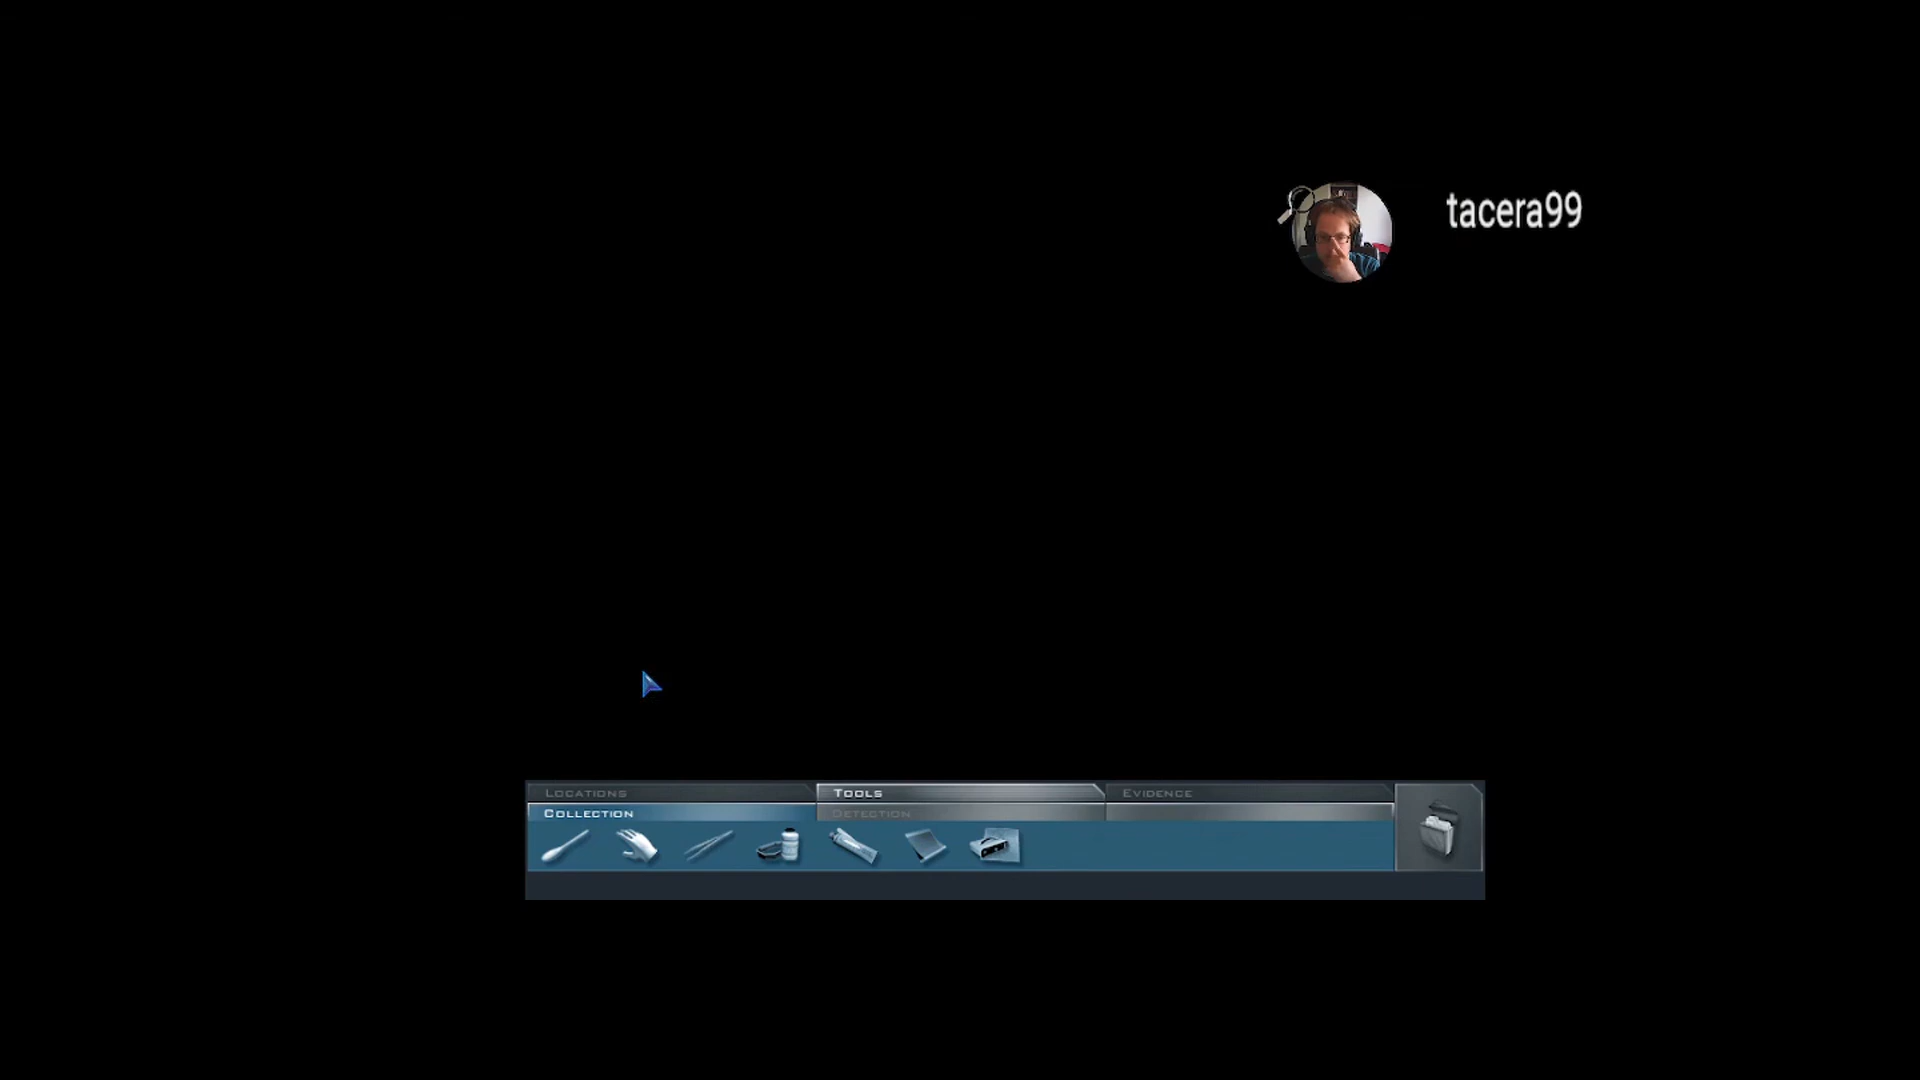 tacera99
LOCATIONS
TOOLS
EVIDENCE
COLLECTION
DETECTION